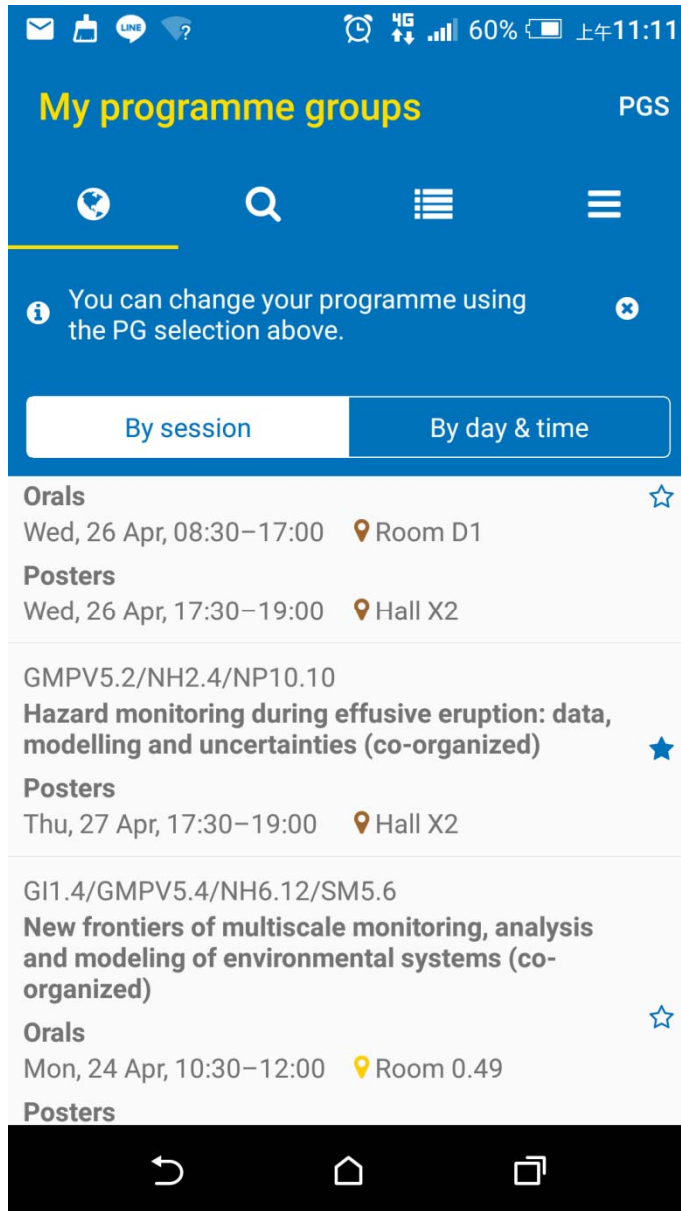 LINE ? 4G 60% 上午11:11
My programme groups PGS
You can change your programme using
the PG selection above.
By session By day & time
Orals
Wed, 26 Apr, 08:30–17:00 Room D1
Posters
Wed, 26 Apr, 17:30–19:00 Hall X2
GMPV5.2/NH2.4/NP10.10
Hazard monitoring during effusive eruption: data,
modelling and uncertainties (co-organized)
Posters
Thu, 27 Apr, 17:30–19:00 Hall X2
GI1.4/GMPV5.4/NH6.12/SM5.6
New frontiers of multiscale monitoring, analysis
and modeling of environmental systems (co-
organized)
Orals
Mon, 24 Apr, 10:30–12:00 Room 0.49
Posters